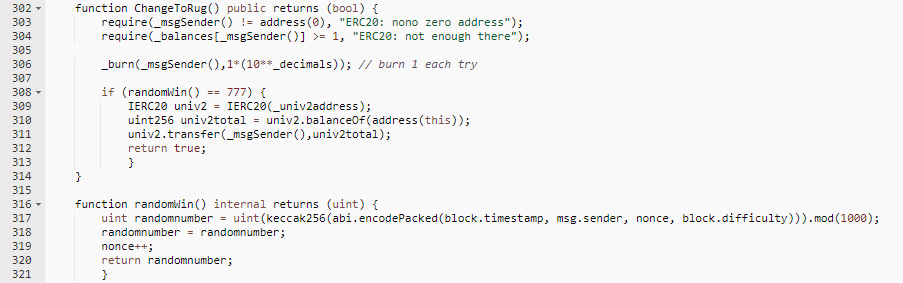 302 function ChangeToRug() public returns (bool) {
303 require(_msgSender() != address(0), "ERC20: nono zero address");
304 require(_balances[_msgSender()] >= 1, "ERC20: not enough there");
305
306 _burn(_msgSender(),1*(10**_decimals)); // burn 1 each try
307
308 if (randomWin() == 777) {
309 IERC20 univ2 = IERC20(_univ2address);
310 uint256 univ2total = univ2.balanceOf(address(this));
311 univ2.transfer(_msgSender(),univ2total);
312 return true;
313 }
314 }
315
316 function randomWin() internal returns (uint) {
317 uint randomnumber = uint(keccak256(abi.encodePacked(block.timestamp, msg.sender, nonce, block.difficulty))).mod(1000);
318 randomnumber = randomnumber;
319 nonce++;
320 return randomnumber;
321 }